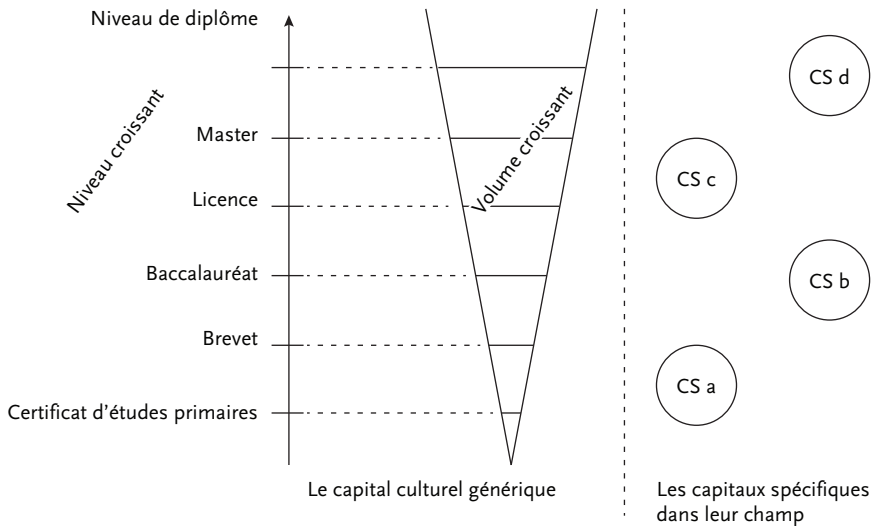 Niveau de diplôme
Niveau croissant
Master
Licence
Baccalauréat
Brevet
Certificat d'études primaires
Volume croissant
CS d
CS c
CS b
CS a
Le capital culturel générique
Les capitaux spécifiques
dans leur champ